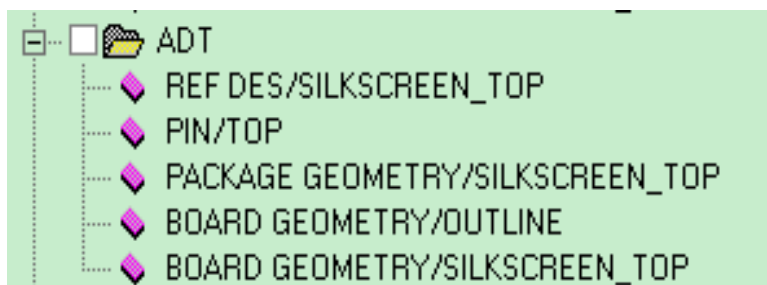 ADT
REF DES/SILKSCREEN_TOP
PIN/TOP
PACKAGE GEOMETRY/SILKSCREEN_TOP
BOARD GEOMETRY/OUTLINE
BOARD GEOMETRY/SILKSCREEN_TOP